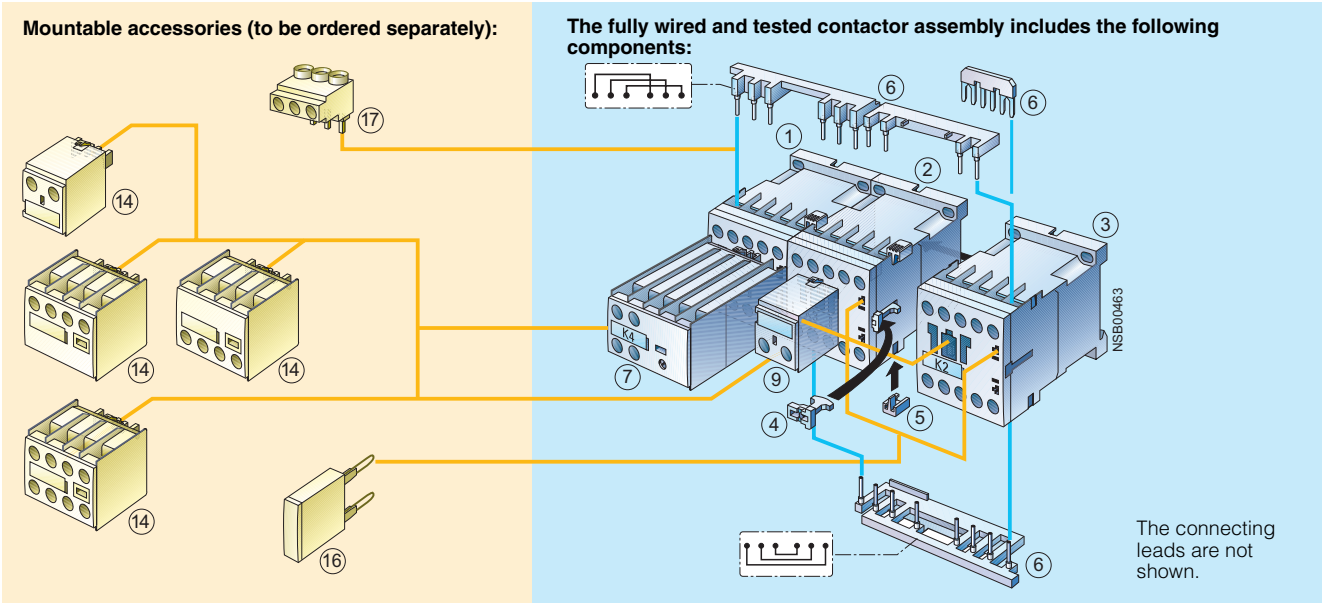 Mountable accessories (to be ordered separately):
The fully wired and tested contactor assembly includes the following
components:
17
14
14
14
14
16
6
6
1
2
3
K4
7
9
4
5
K2
NSB00463
6
The connecting
leads are not
shown.